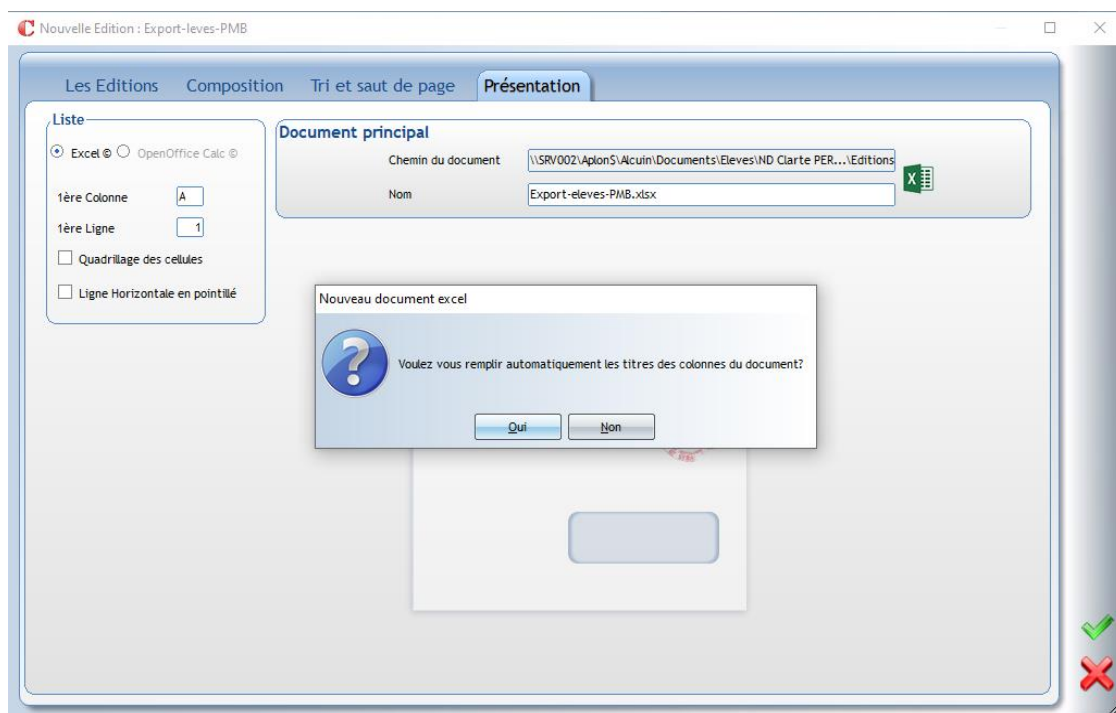 Nouvelle Edition : Export-leves-PMB
Les Editions Composition Tri et saut de page Présentation
Liste
Excel © OpenOffice Calc ©
1ère Colonne A
1ère Ligne 1
Quadrillage des cellules
Ligne Horizontale en pointillé
Document principal
Chemin du document \\SRV002\Aplon$\Alcuin\Documents\Eleves\ND Clarte PER...\Editions
Nom Export-eleves-PMB.xlsx
Nouveau document excel
Voulez vous remplir automatiquement les titres des colonnes du document?
Oui Non